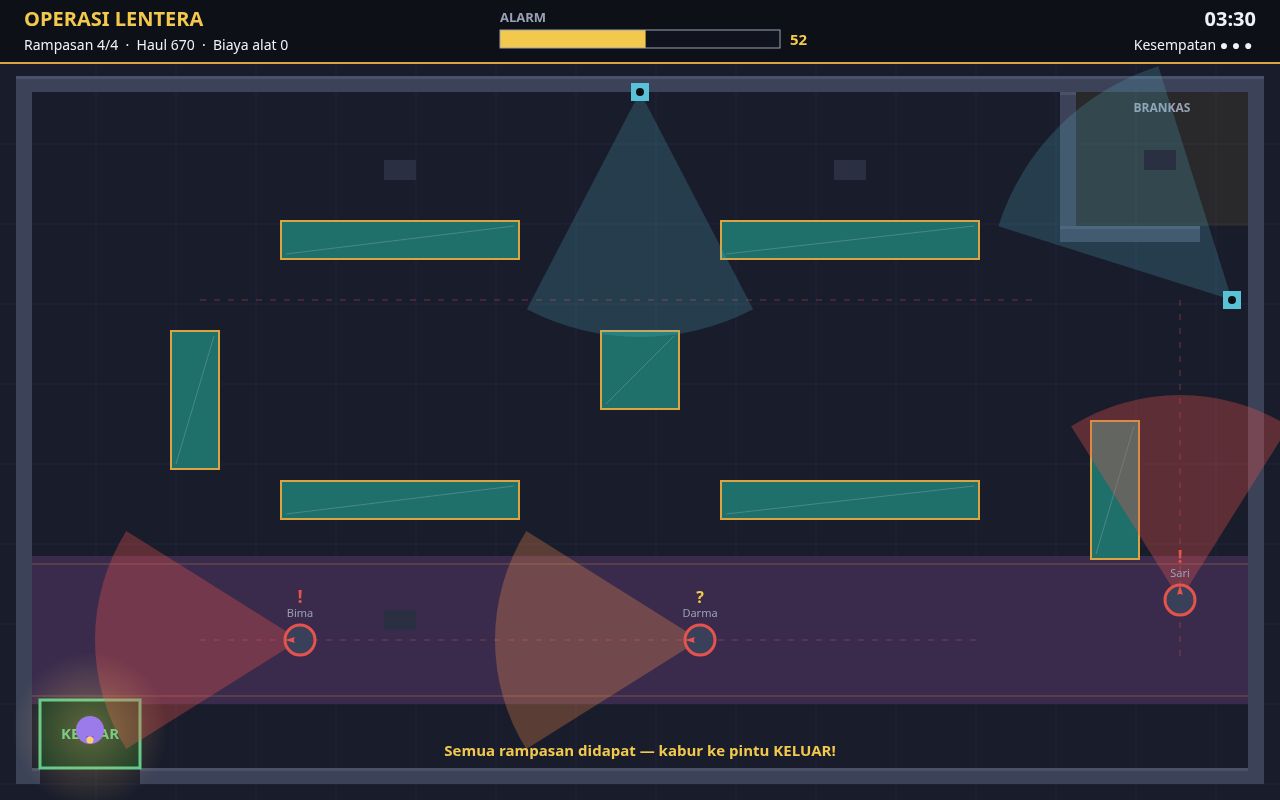 OPERASI LENTERA
Rampasan 4/4 · Haul 670 · Biaya alat 0
ALARM
52
03:30
Kesempatan ● ● ●
BRANKAS
!
Sari
!
Bima
?
Darma
KELUAR
Semua rampasan didapat — kabur ke pintu KELUAR!